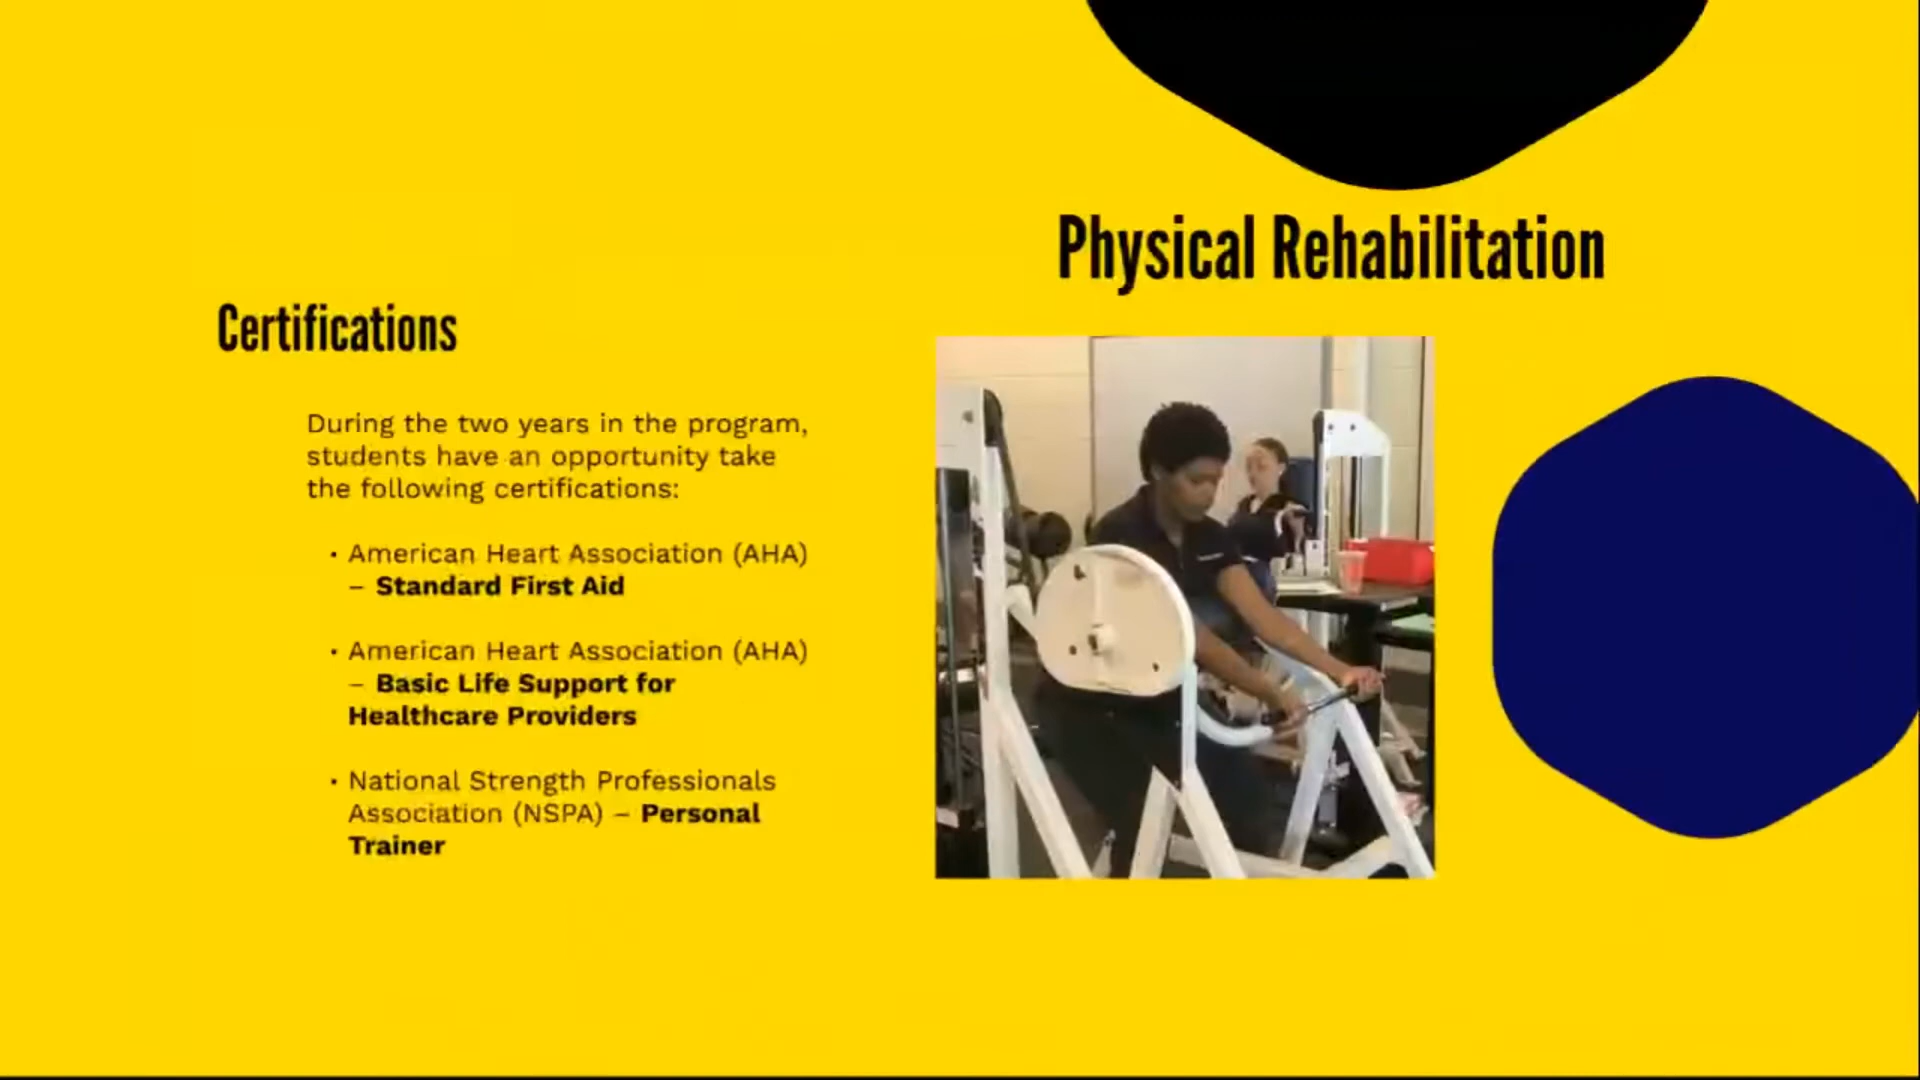 Physical Rehabilitation
Certifications
During the two years in the program,
students have an opportunity take
the following certifications:
• American Heart Association (AHA)
– Standard First Aid
• American Heart Association (AHA)
– Basic Life Support for
Healthcare Providers
• National Strength Professionals
Association (NSPA) – Personal
Trainer